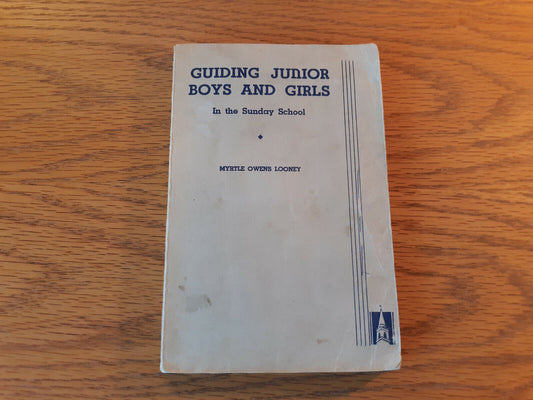 GUIDING JUNIOR
BOYS AND GIRLS
In the Sunday School
MYRTLE OWENS LOONEY